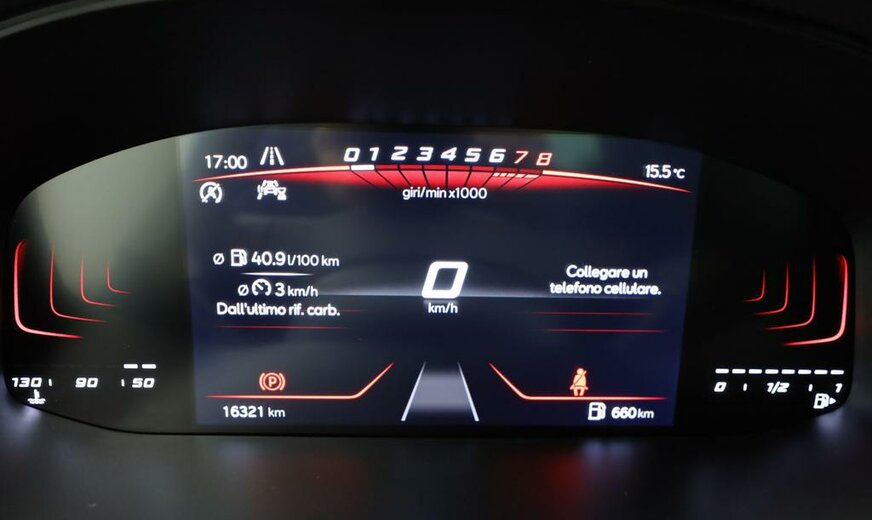 17:00
0 1 2 3 4 5 6 7 8
15.5 °C
giri/min x1000
Ø 40.9 l/100 km
Ø 3 km/h
Dall'ultimo rif. carb.
0
km/h
Collegare un
telefono cellulare.
130 90 50
0 1/2 1
P
16321 km
660 km